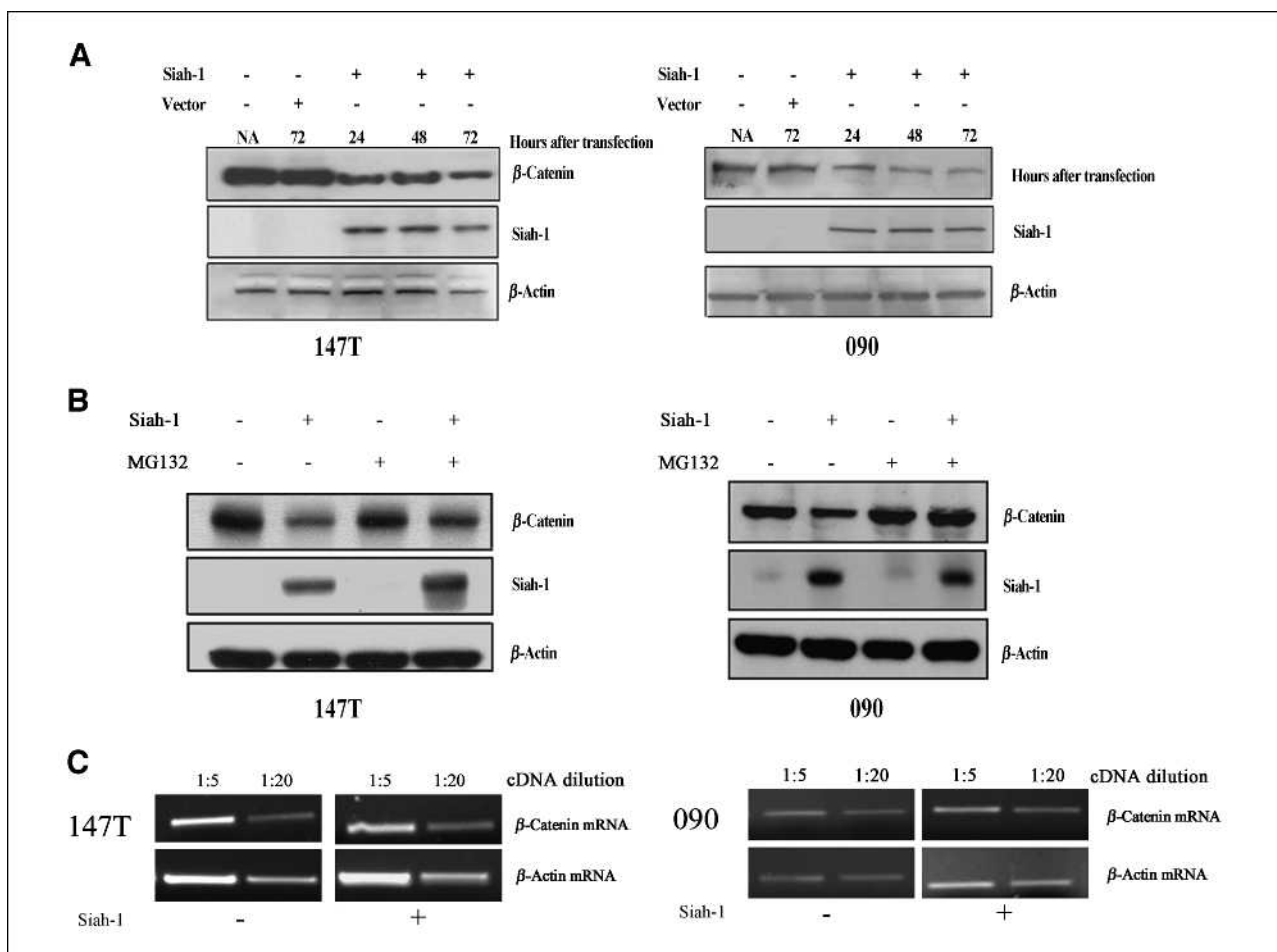 A
Siah-1 - - + + +
Vector - + - - -
NA 72 24 48 72 Hours after transfection
β-Catenin
Siah-1
β-Actin
147T
Siah-1 - - + + +
Vector - + - - -
NA 72 24 48 72
Hours after transfection
Siah-1
β-Actin
090
B
Siah-1 - + - +
MG132 - - + +
β-Catenin
Siah-1
β-Actin
147T
Siah-1 - + - +
MG132 - - + +
β-Catenin
Siah-1
β-Actin
090
C
1:5 1:20 1:5 1:20 cDNA dilution
147T
β-Catenin mRNA
β-Actin mRNA
Siah-1 - +
1:5 1:20 1:5 1:20 cDNA dilution
090
β-Catenin mRNA
β-Actin mRNA
Siah-1 - +